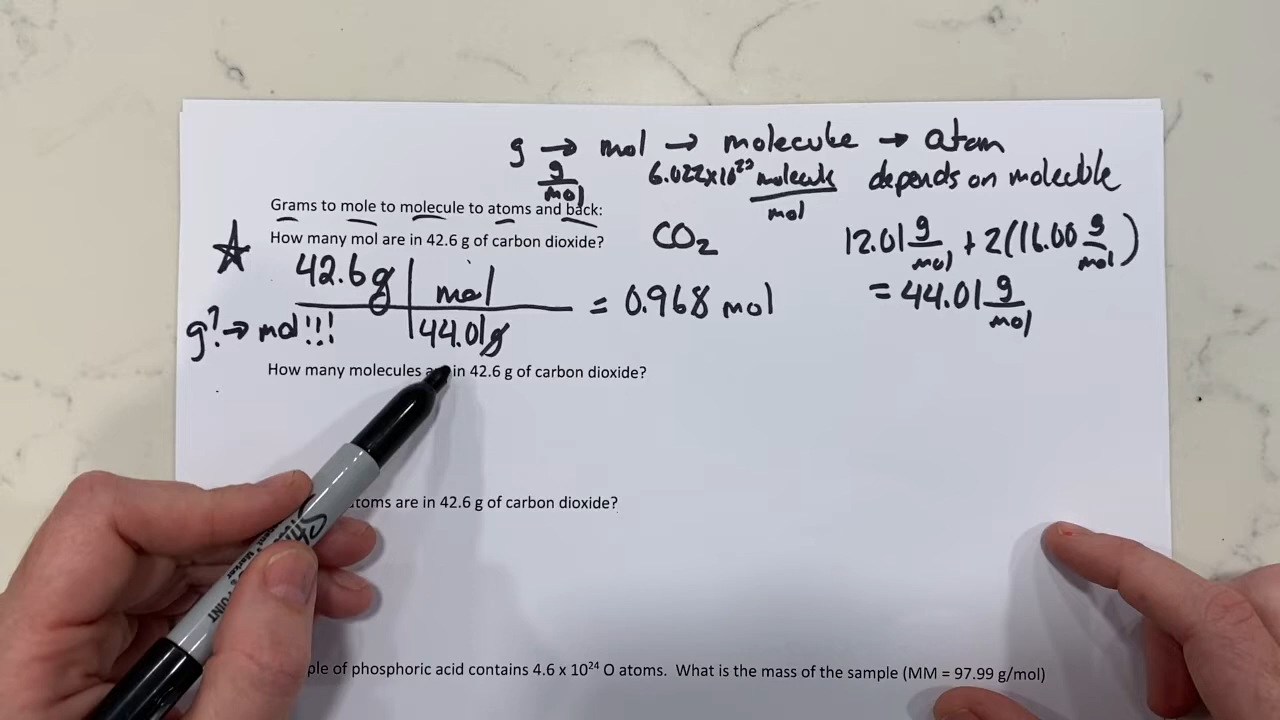 g → mol → molecule → atom
g/mol 6.022x10²³ molecule/mol depends on molecule
Grams to mole to molecule to atoms and back:
How many mol are in 42.6 g of carbon dioxide? CO₂ 12.01 g/mol + 2(16.00 g/mol)
42.6g | mol = 0.968 mol = 44.01 g/mol
g? → mol!!! 44.01g
How many molecules in 42.6 g of carbon dioxide?
atoms are in 42.6 g of carbon dioxide?
ple of phosphoric acid contains 4.6 x 10²⁴ O atoms. What is the mass of the sample (MM = 97.99 g/mol)